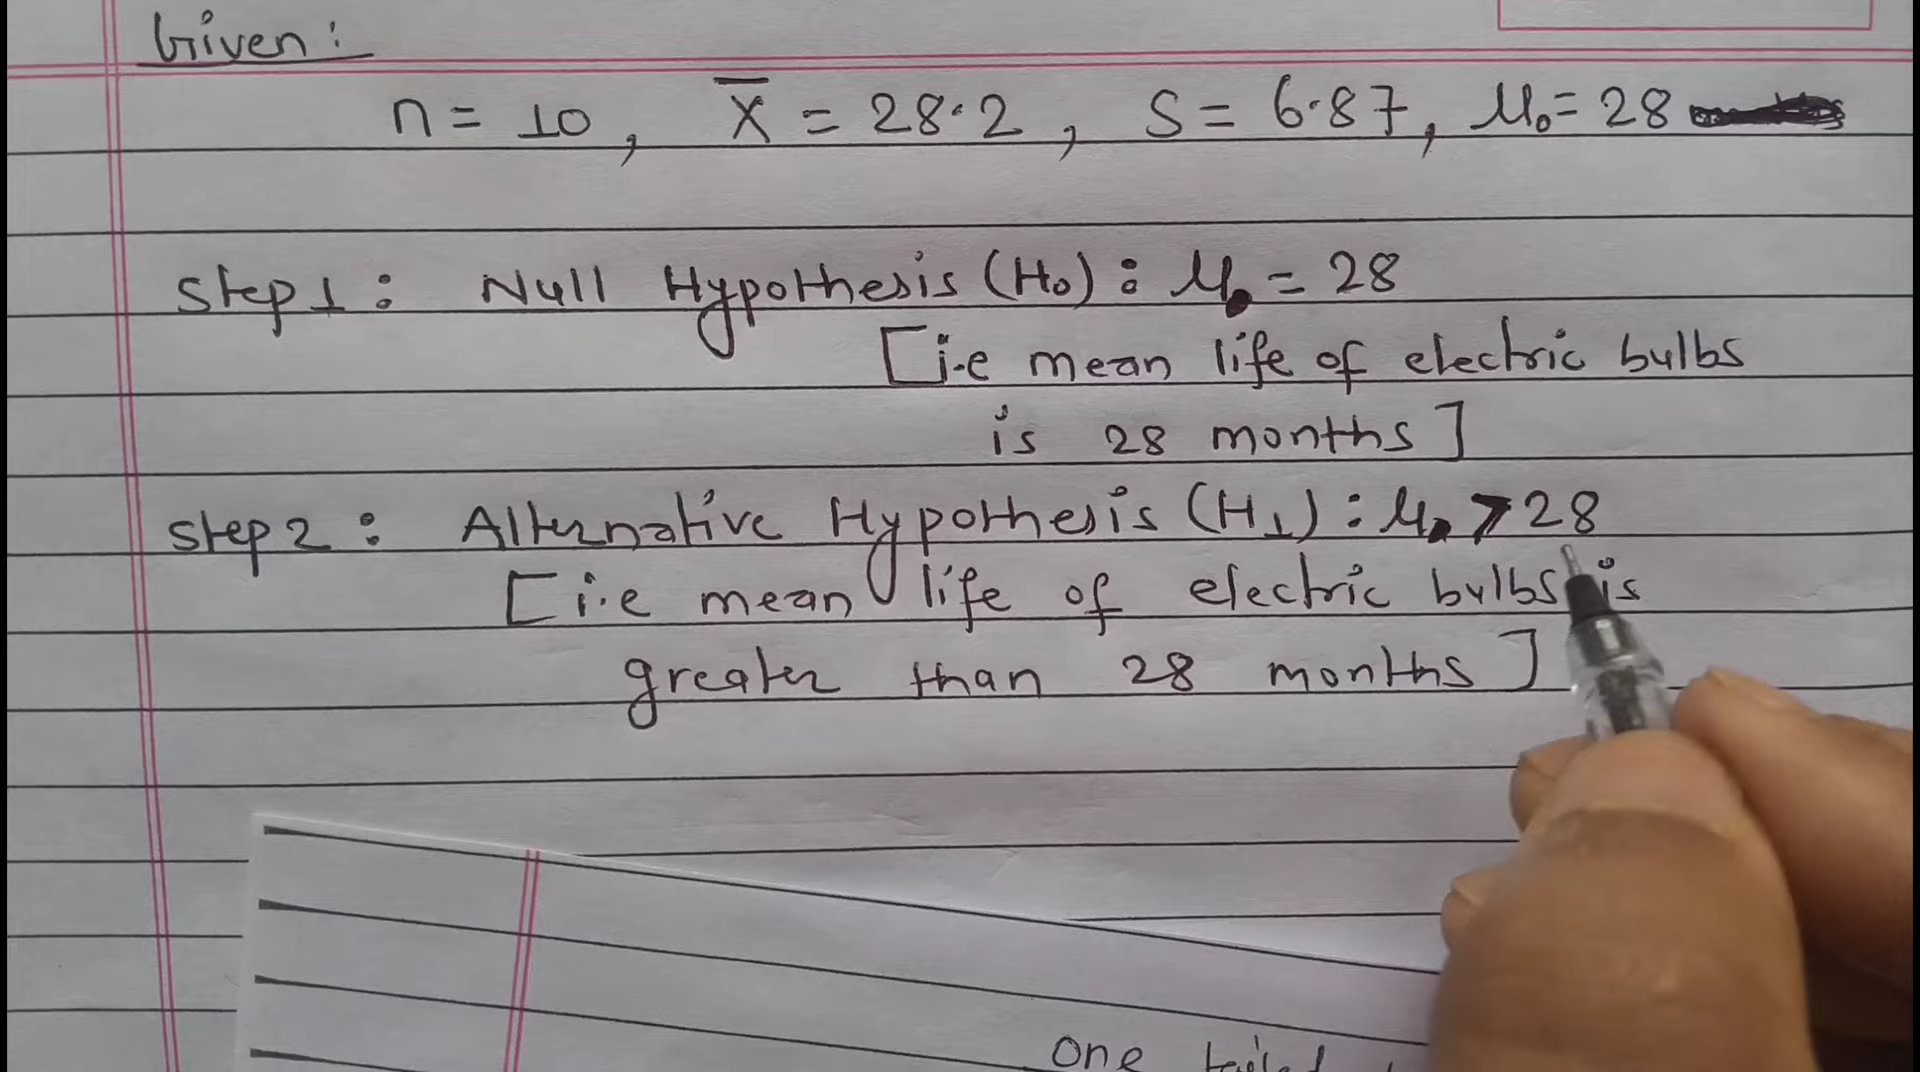 Given:
n = 10, X̄ = 28.2, S = 6.87, μ₀ = 28
Step 1: Null Hypothesis (H₀): μ = 28
[i.e mean life of electric bulbs
is 28 months]
Step 2: Alternative Hypothesis (H₁): μ > 28
[i.e mean life of electric bulbs is
greater than 28 months]
One tailed